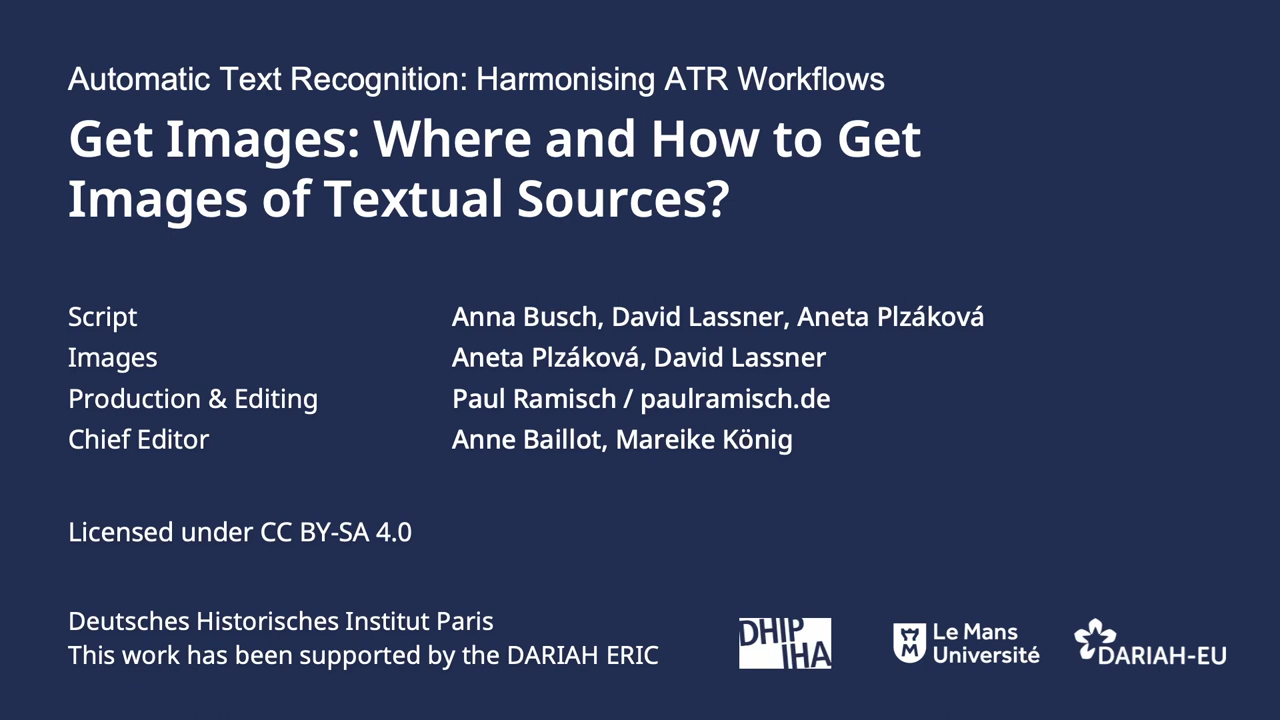 Automatic Text Recognition: Harmonising ATR Workflows
Get Images: Where and How to Get
Images of Textual Sources?
Script Anna Busch, David Lassner, Aneta Plzáková
Images Aneta Plzáková, David Lassner
Production & Editing Paul Ramisch / paulramisch.de
Chief Editor Anne Baillot, Mareike König
Licensed under CC BY-SA 4.0
Deutsches Historisches Institut Paris
This work has been supported by the DARIAH ERIC
DHIP
IHA
Le Mans
Université
DARIAH-EU